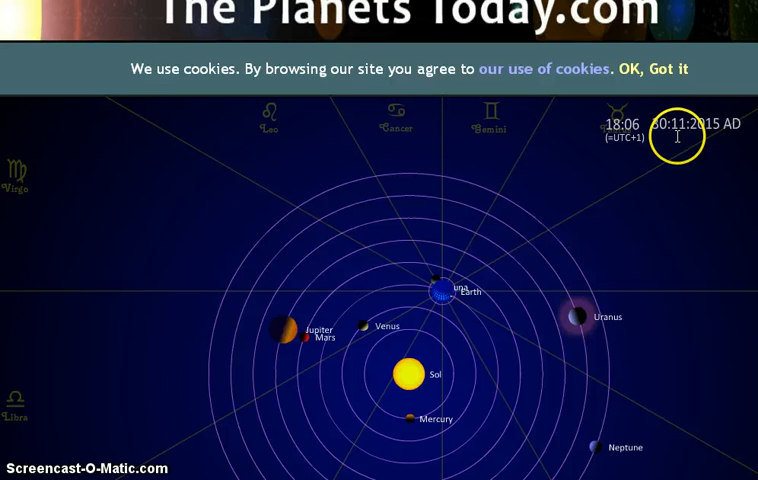 The Planets Today.com
We use cookies. By browsing our site you agree to our use of cookies. OK, Got it
Leo
Cancer
Gemini
18:06 30:11:2015 AD
(=UTC+1)
Virgo
Luna
Earth
Uranus
Jupiter
Mars
Venus
Sol
Libra
Mercury
Neptune
Screencast-O-Matic.com